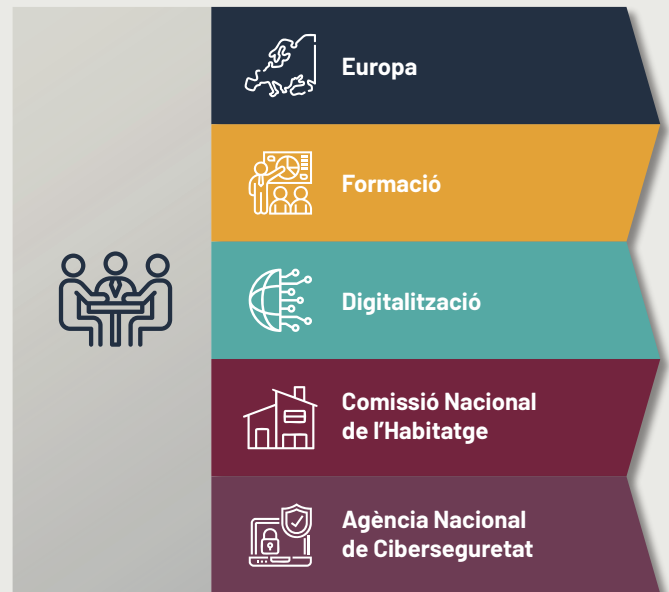 Europa
Formació
Digitalització
Comissió Nacional
de l'Habitatge
Agència Nacional
de Ciberseguretat